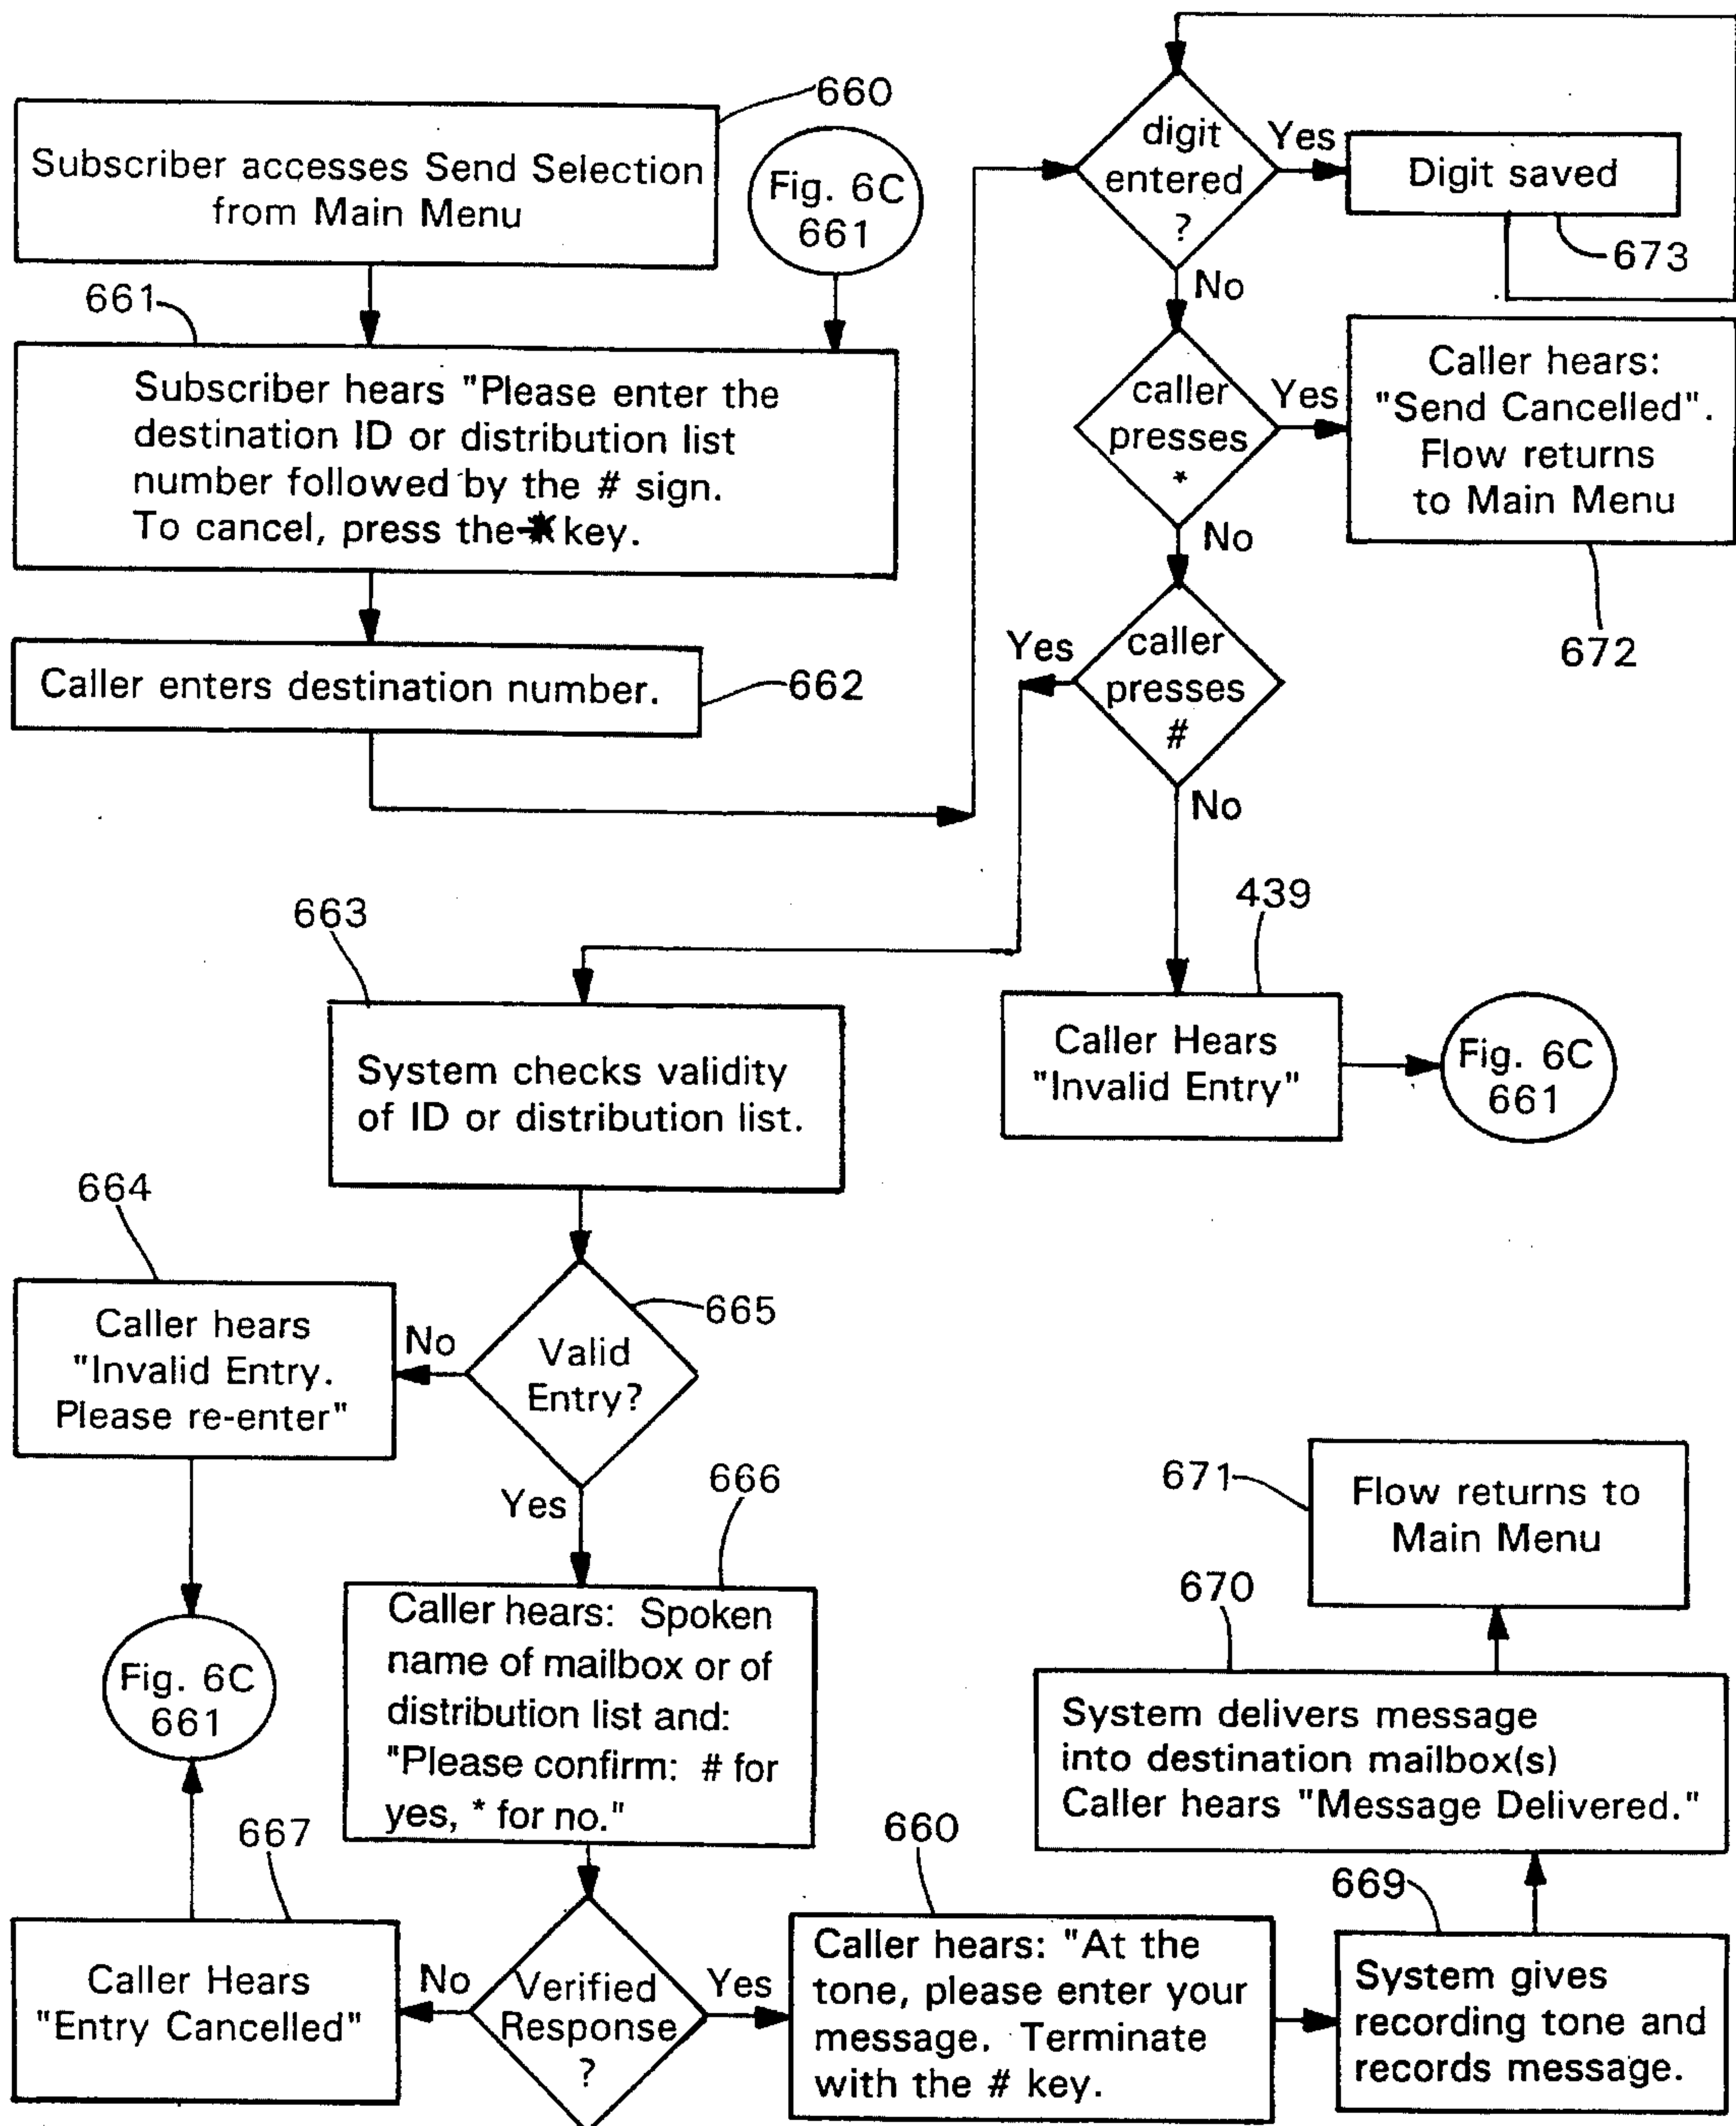 660
Subscriber accesses Send Selection
from Main Menu
Fig. 6C
661
661
Subscriber hears "Please enter the
destination ID or distribution list
number followed by the # sign.
To cancel, press the * key.
Caller enters destination number.
662
digit
entered
?
Yes
Digit saved
673
No
caller
presses
*
Yes
Caller hears:
"Send Cancelled".
Flow returns
to Main Menu
672
No
caller
presses
#
Yes
No
439
Caller Hears
"Invalid Entry"
Fig. 6C
661
663
System checks validity
of ID or distribution list.
664
Caller hears
"Invalid Entry.
Please re-enter"
No
665
Valid
Entry?
Yes
Fig. 6C
661
666
Caller hears: Spoken
name of mailbox or of
distribution list and:
"Please confirm: # for
yes, * for no."
667
Caller Hears
"Entry Cancelled"
No
Verified
Response
?
Yes
660
Caller hears: "At the
tone, please enter your
message. Terminate
with the # key.
669
System gives
recording tone and
records message.
670
System delivers message
into destination mailbox(s)
Caller hears "Message Delivered."
671
Flow returns to
Main Menu